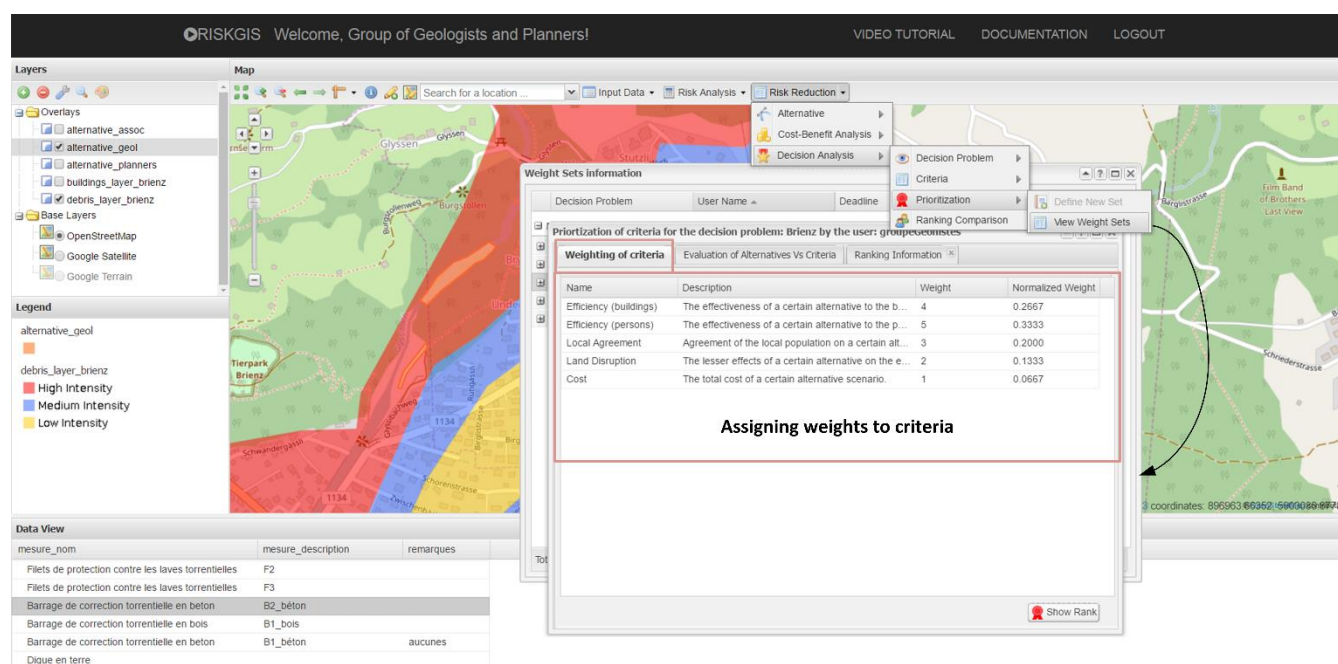 RISKGIS Welcome, Group of Geologists and Planners!
VIDEO TUTORIAL DOCUMENTATION LOGOUT
Layers
Map
Search for a location ... Input Data Risk Analysis Risk Reduction
Overlays
alternative_assoc
alternative_geol
alternative_planners
buildings_layer_brienz
debris_layer_brienz
Base Layers
OpenStreetMap
Google Satellite
Google Terrain
Legend
alternative_geol
debris_layer_brienz
High Intensity
Medium Intensity
Low Intensity
Glyssen
Glyssen
Stutzli
Burgstollen
Tierpark
Brienz
Glyssibachweg
Rungasse
Birglistrasse
1134
Schwandergasse
Schorenstrasse
1134
Birglistrasse
Film Band
of Brothers
Last View
Schriederstrasse
Alternative
Cost-Benefit Analysis
Decision Analysis
Decision Problem
Criteria
Prioritization
Ranking Comparison
Define New Set
View Weight Sets
Weight Sets information
Decision Problem User Name Deadline
Priortization of criteria for the decision problem: Brienz by the user: groupeGeonistes
Weighting of criteria Evaluation of Alternatives Vs Criteria Ranking Information
Name Description Weight Normalized Weight
Efficiency (buildings) The effectiveness of a certain alternative to the b... 4 0.2667
Efficiency (persons) The effectiveness of a certain alternative to the p... 5 0.3333
Local Agreement Agreement of the local population on a certain alt... 3 0.2000
Land Disruption The lesser effects of a certain alternative on the e... 2 0.1333
Cost The total cost of a certain alternative scenario. 1 0.0667
Assigning weights to criteria
Show Rank
coordinates:
Data View
mesure_nom mesure_description remarques
Filets de protection contre les laves torrentielles F2
Filets de protection contre les laves torrentielles F3
Barrage de correction torrentielle en beton B2_béton
Barrage de correction torrentielle en bois B1_bois
Barrage de correction torrentielle en beton B1_béton aucunes
Digue en terre